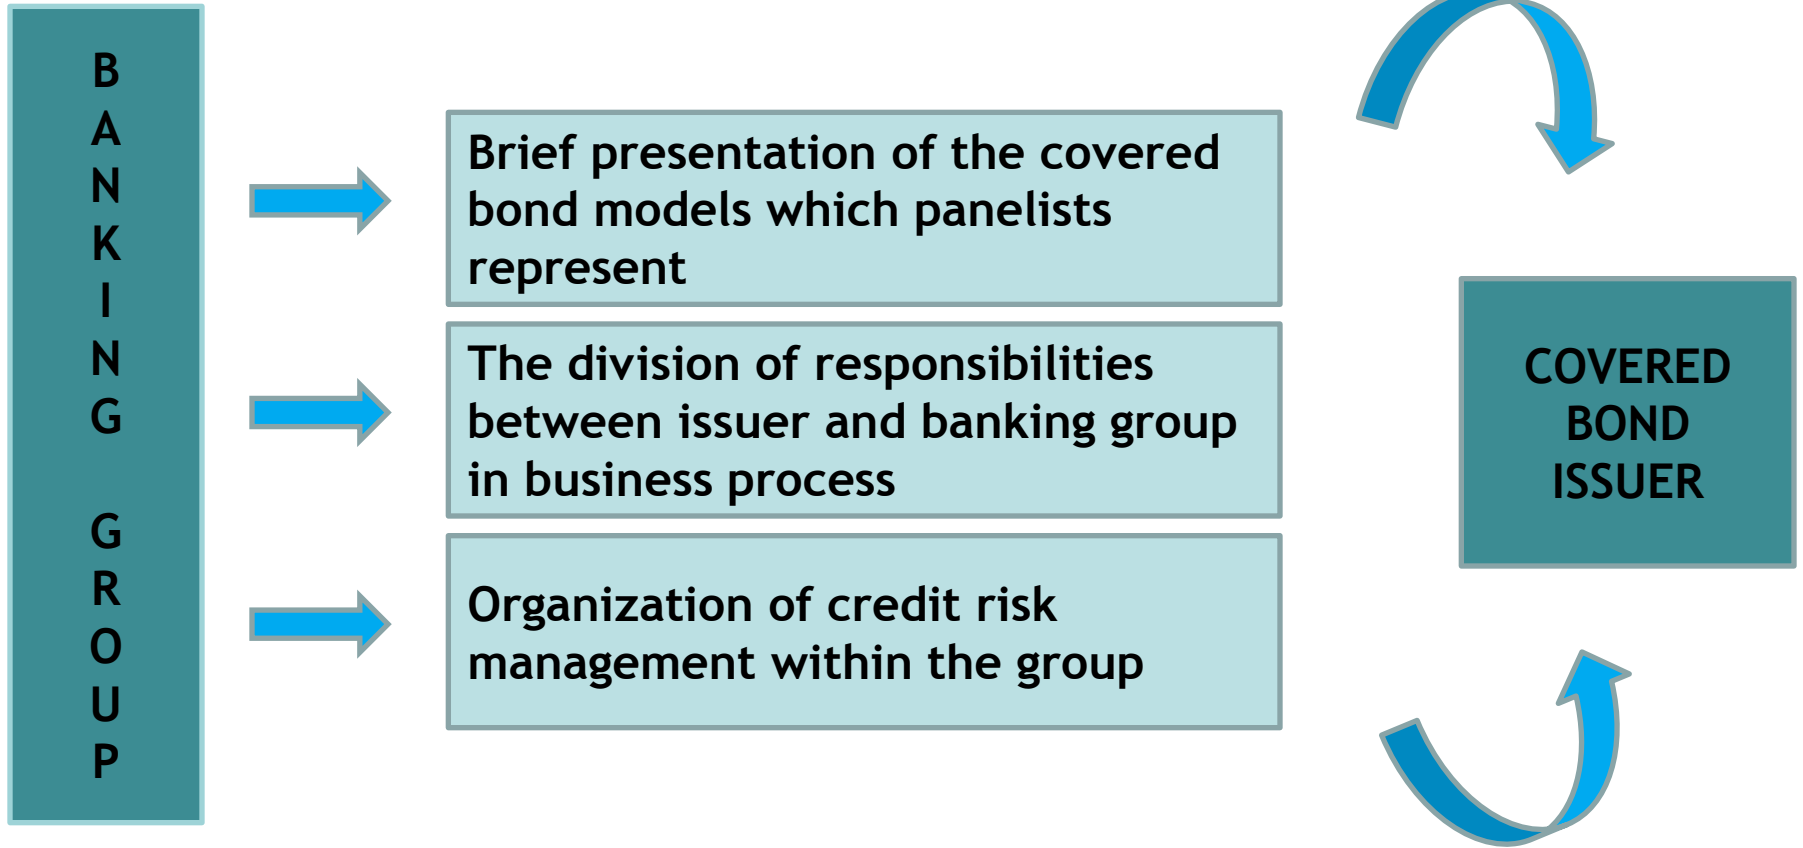 B
A
N
K
I
N
G
G
R
O
U
P
Brief presentation of the covered
bond models which panelists
represent
The division of responsibilities
between issuer and banking group
in business process
Organization of credit risk
management within the group
COVERED
BOND
ISSUER